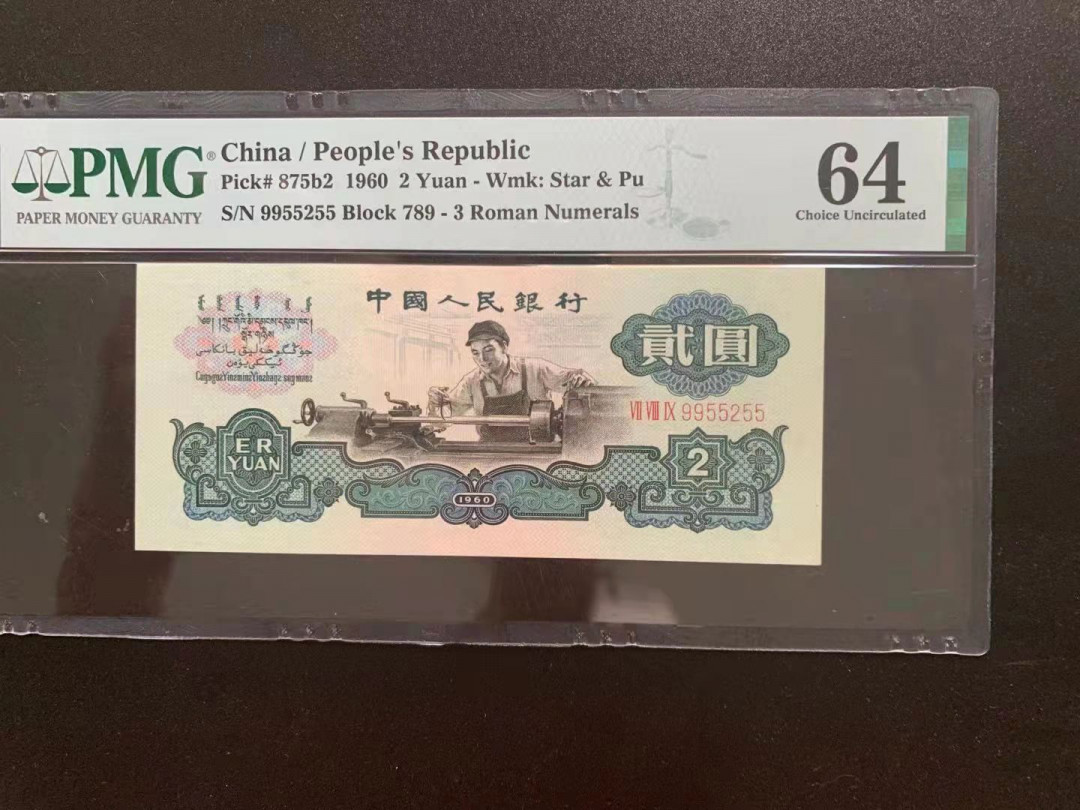 PMG®
PAPER MONEY GUARANTY
China / People's Republic
Pick# 875b2 1960 2 Yuan - Wmk: Star & Pu
S/N 9955255 Block 789 - 3 Roman Numerals
64
Choice Uncirculated
中國人民銀行
貳圓
VII VIII IX 9955255
ER
YUAN
1960
2